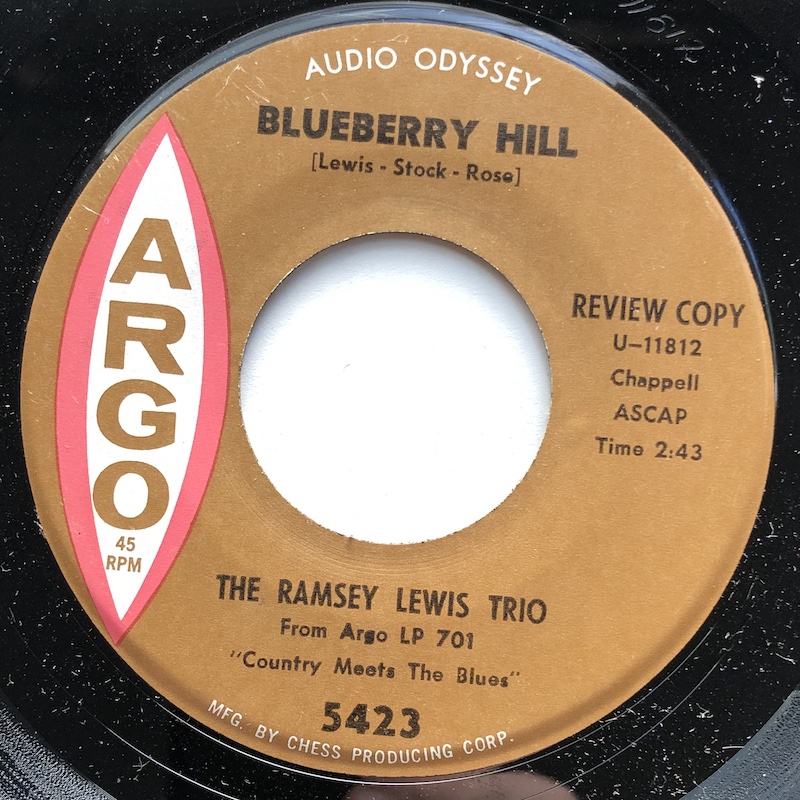 AUDIO ODYSSEY
BLUEBERRY HILL
[Lewis - Stock - Rose]
ARGO
45
RPM
REVIEW COPY
U-11812
Chappell
ASCAP
Time 2:43
THE RAMSEY LEWIS TRIO
From Argo LP 701
"Country Meets The Blues"
5423
MFG. BY CHESS PRODUCING CORP.